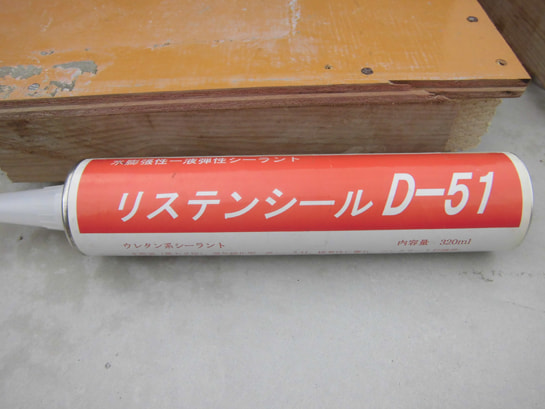 水膨張性一液弾性シーラント
リステンシール D-51
ウレタン系シーラント
内容量：320ml